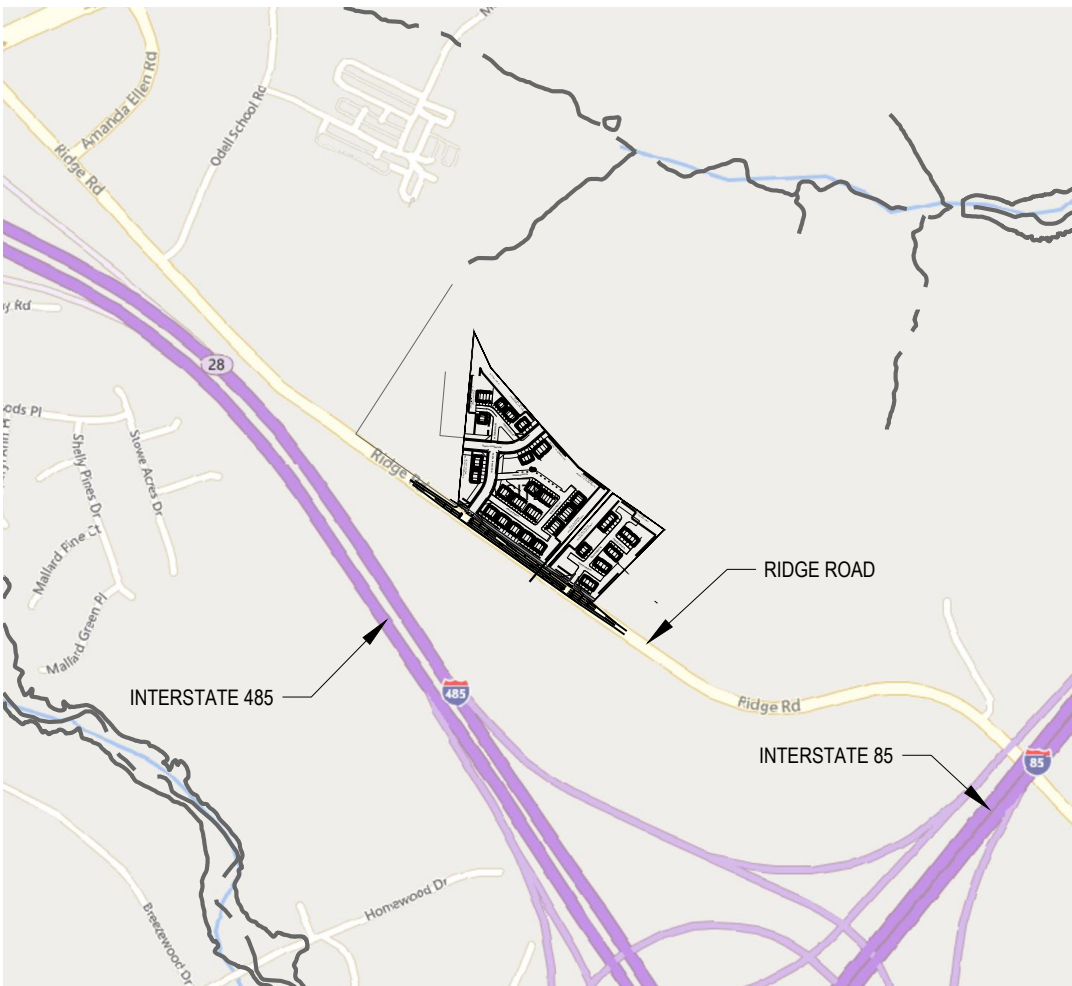 Amanda Ellen Rd
Odell School Rd
Ridge Rd
28
ods Pl
Shelly Pines Dr
Stowe Acres Dr
Mallard Pine Ct
Mallard Green Pl
Ridge Rd
RIDGE ROAD
INTERSTATE 485
485
Ridge Rd
INTERSTATE 85
85
Homewood Dr
Breezewood Dr